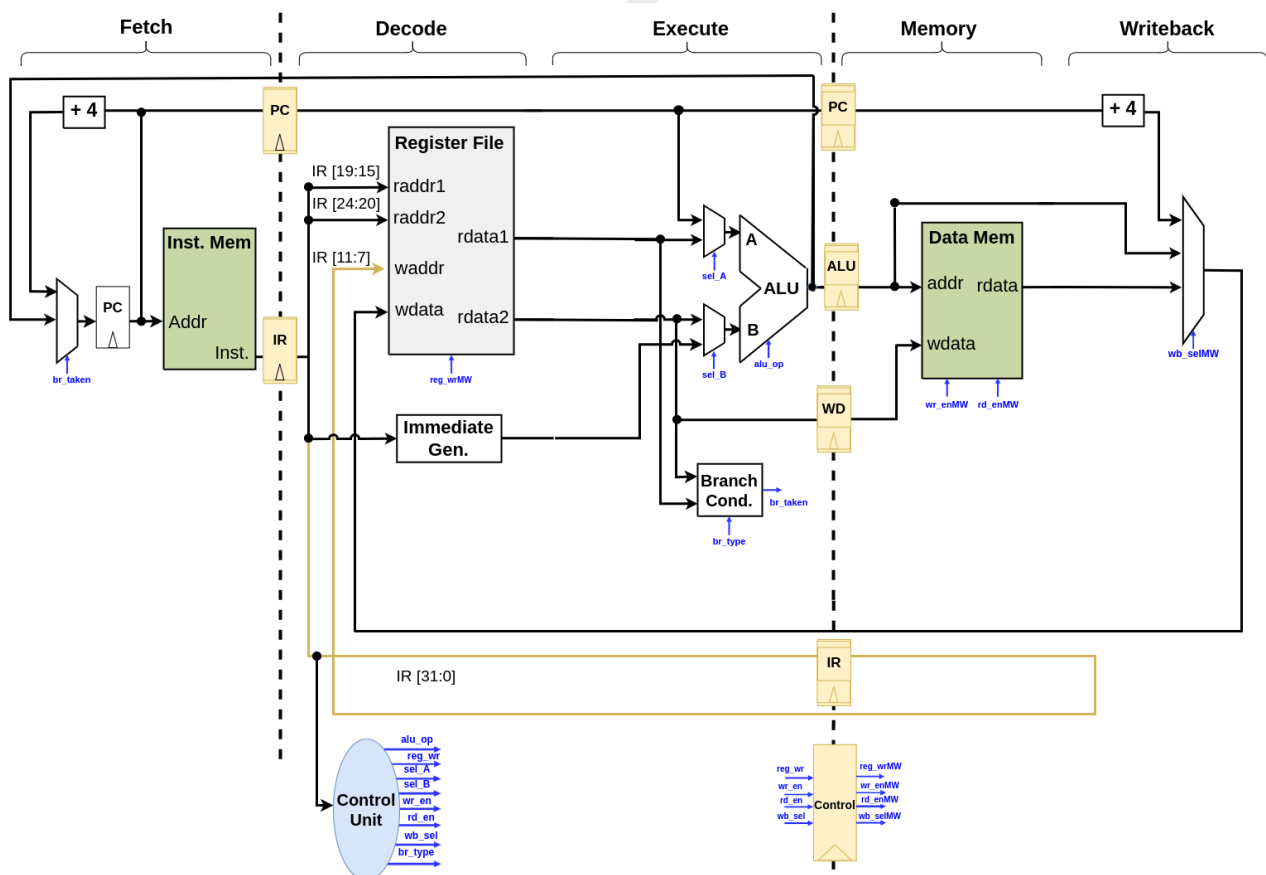 Fetch
Decode
Execute
Memory
Writeback
+ 4
PC
PC
+ 4
Register File
IR [19:15]
raddr1
IR [24:20]
raddr2
rdata1
IR [11:7]
waddr
wdata
rdata2
reg_wrMW
Inst. Mem
Addr
Inst.
PC
br_taken
IR
A
sel_A
ALU
B
sel_B
alu_op
ALU
Data Mem
addr
rdata
wdata
wr_enMW
rd_enMW
wb_selMW
WD
Immediate
Gen.
Branch
Cond.
br_taken
br_type
IR
IR [31:0]
Control
Unit
alu_op
reg_wr
sel_A
sel_B
wr_en
rd_en
wb_sel
br_type
reg_wr
wr_en
rd_en
wb_sel
Control
reg_wrMW
wr_enMW
rd_enMW
wb_selMW